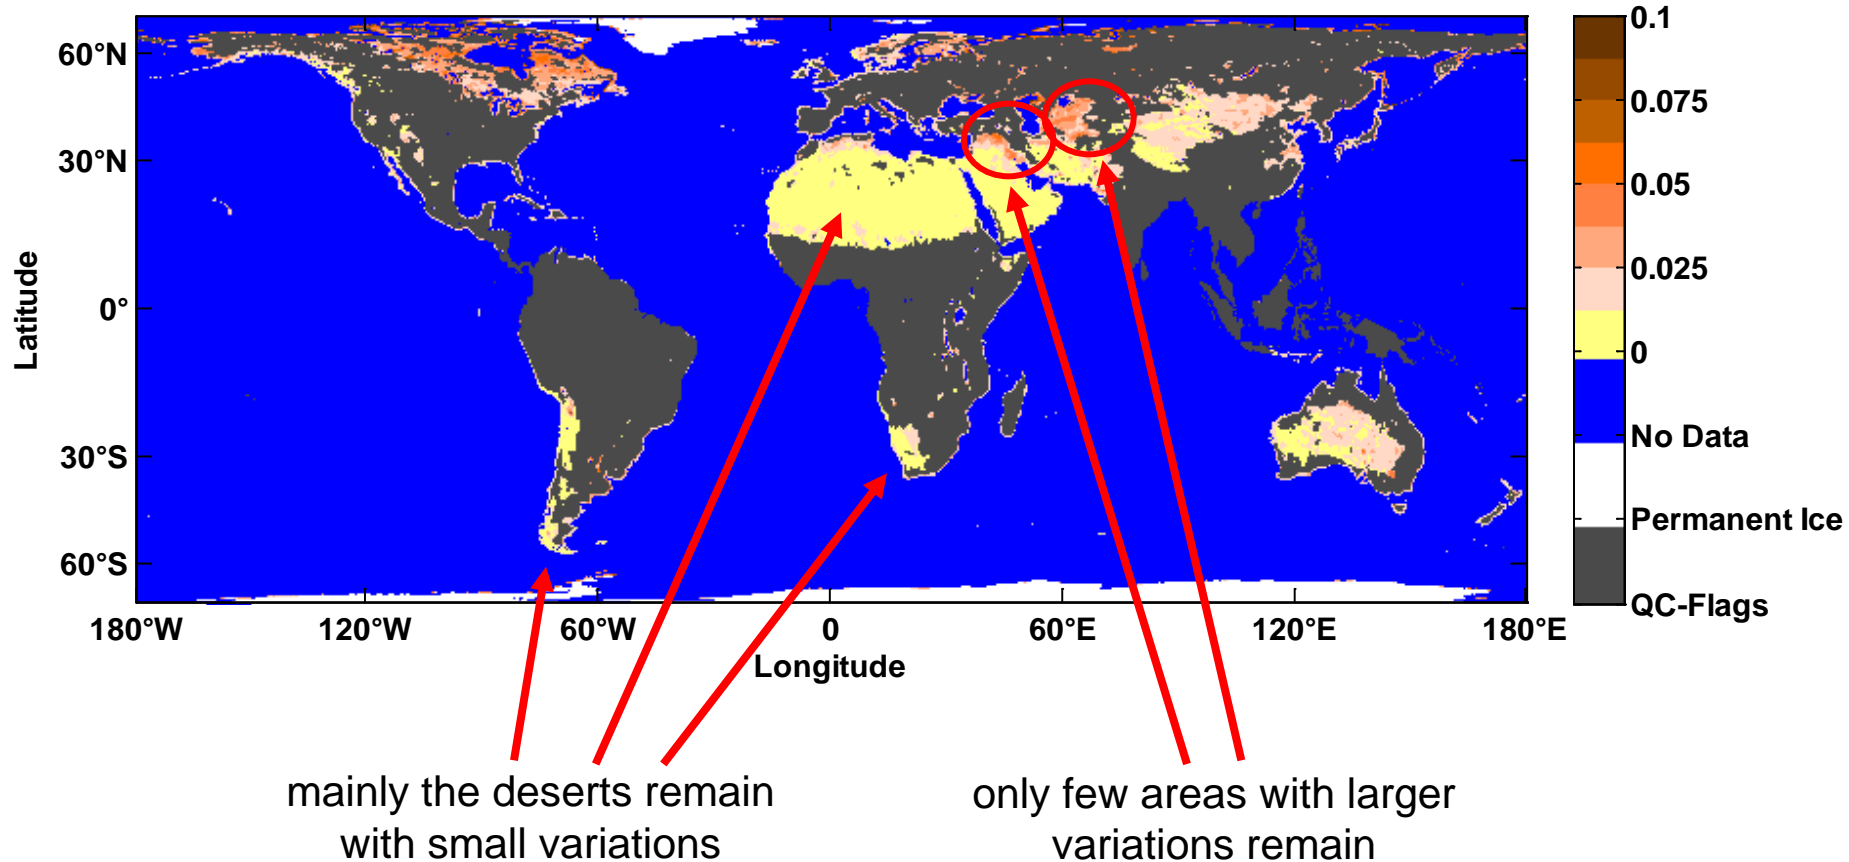 60°N
30°N
0°
30°S
60°S
Latitude
180°W
120°W
60°W
0
60°E
120°E
180°E
Longitude
0.1
0.075
0.05
0.025
0
No Data
Permanent Ice
QC-Flags
mainly the deserts remain
with small variations
only few areas with larger
variations remain